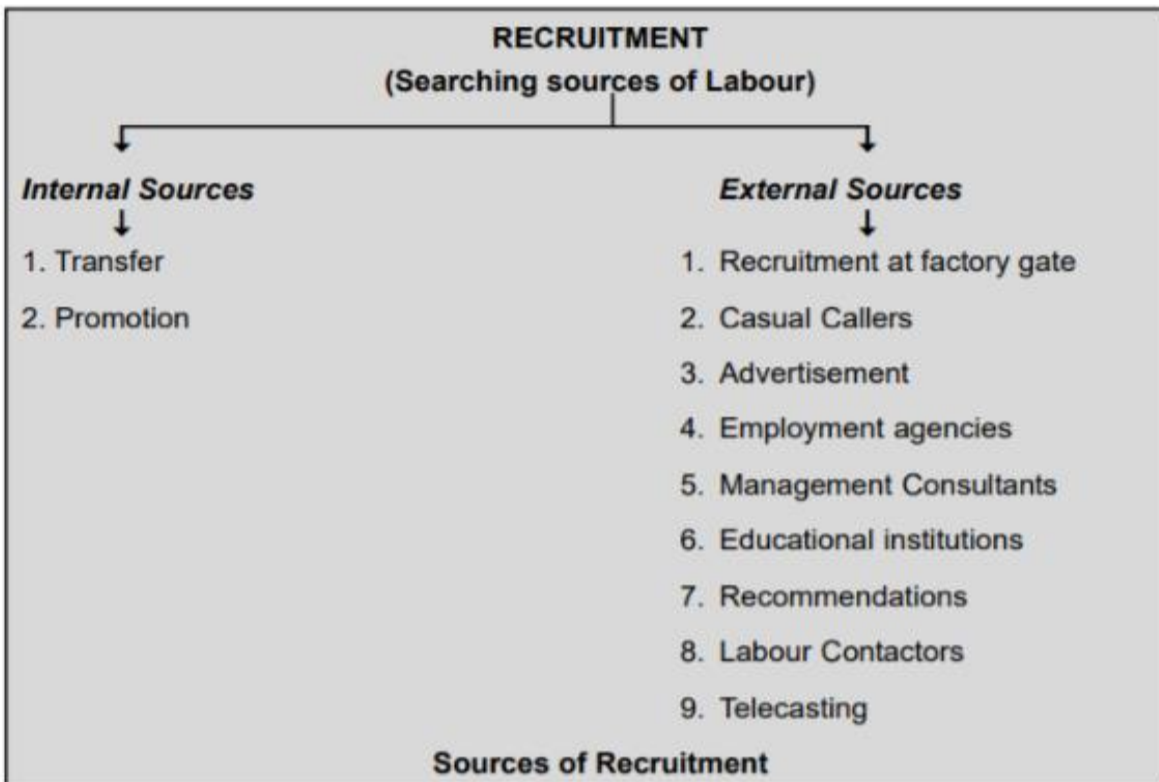 RECRUITMENT
(Searching sources of Labour)
Internal Sources
1. Transfer
2. Promotion
External Sources
1. Recruitment at factory gate
2. Casual Callers
3. Advertisement
4. Employment agencies
5. Management Consultants
6. Educational institutions
7. Recommendations
8. Labour Contactors
9. Telecasting
Sources of Recruitment